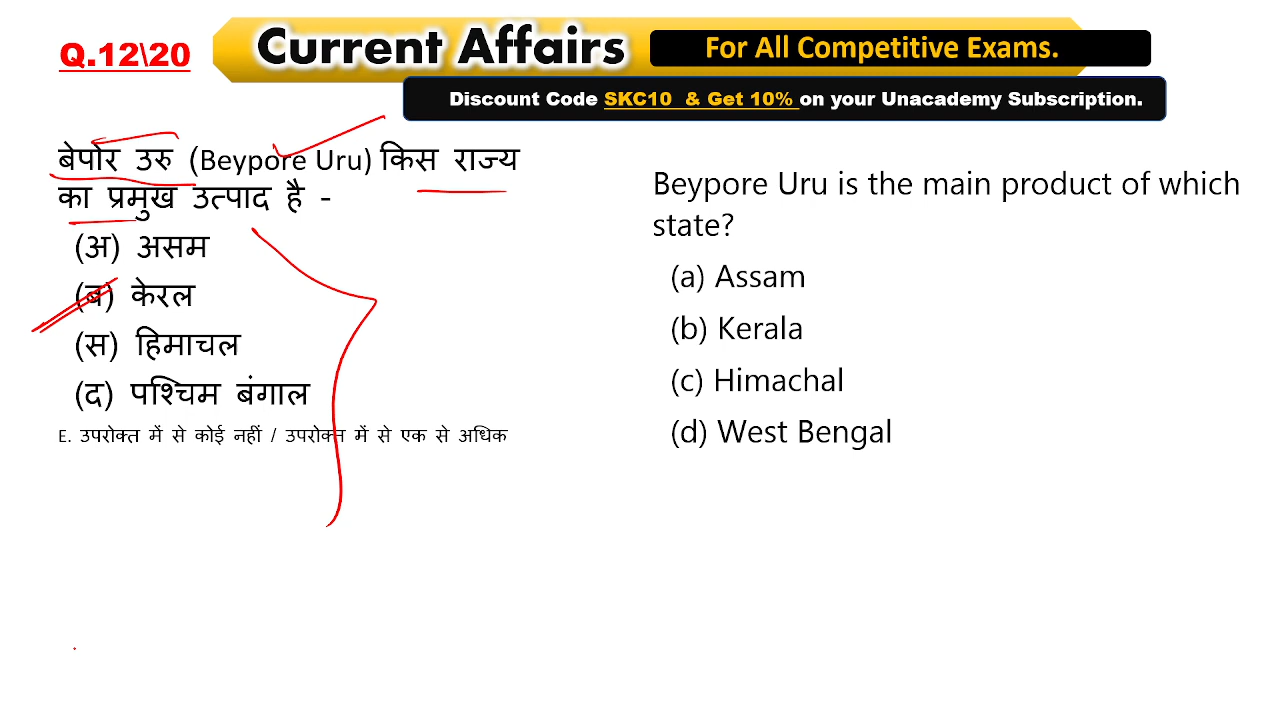 Q.12\20
Current Affairs
For All Competitive Exams.
Discount Code SKC10 & Get 10% on your Unacademy Subscription.
बेपोर उरु (Beypore Uru) किस राज्य
का प्रमुख उत्पाद है -
(अ) असम
(ब) केरल
(स) हिमाचल
(द) पश्चिम बंगाल
E. उपरोक्त में से कोई नहीं / उपरोक्त में से एक से अधिक
Beypore Uru is the main product of which
state?
(a) Assam
(b) Kerala
(c) Himachal
(d) West Bengal